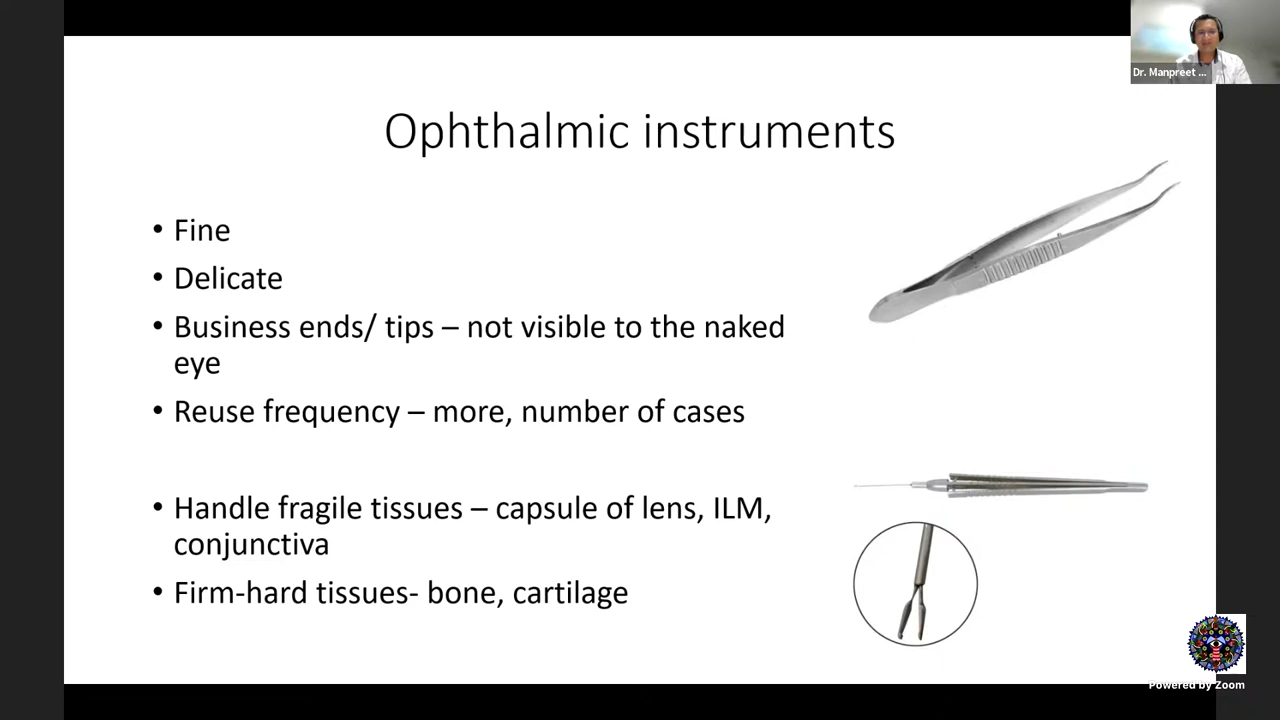 Dr. Manpreet ...
Ophthalmic instruments
• Fine
• Delicate
• Business ends/ tips – not visible to the naked
eye
• Reuse frequency – more, number of cases
• Handle fragile tissues – capsule of lens, ILM,
conjunctiva
• Firm-hard tissues- bone, cartilage
Powered by Zoom